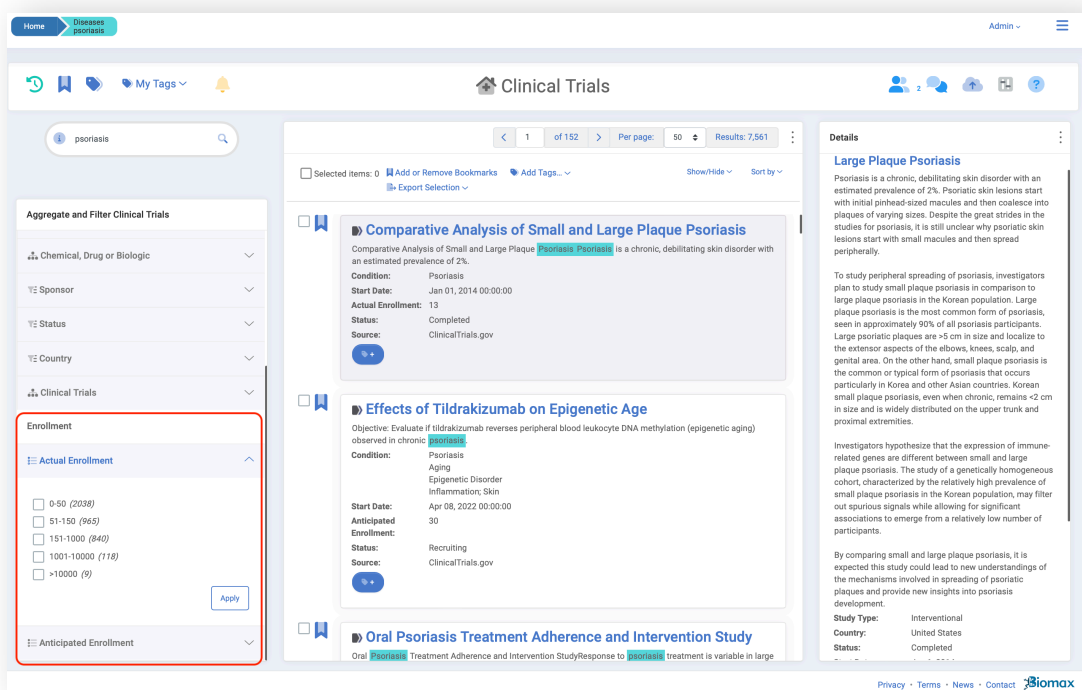 Home
Diseases
psoriasis
Admin
My Tags
Clinical Trials
2
?
i psoriasis
Aggregate and Filter Clinical Trials
Chemical, Drug or Biologic
Sponsor
Status
Country
Clinical Trials
Enrollment
Actual Enrollment
0-50 (2038)
51-150 (965)
151-1000 (840)
1001-10000 (118)
>10000 (9)
Apply
Anticipated Enrollment
< 1 of 152 > Per page: 50 Results: 7,561
Selected items: 0 Add or Remove Bookmarks Add Tags... Show/Hide Sort by
Export Selection
Comparative Analysis of Small and Large Plaque Psoriasis
Comparative Analysis of Small and Large Plaque Psoriasis Psoriasis is a chronic, debilitating skin disorder with
an estimated prevalence of 2%.
Condition: Psoriasis
Start Date: Jan 01, 2014 00:00:00
Actual Enrollment: 13
Status: Completed
Source: ClinicalTrials.gov
+
Effects of Tildrakizumab on Epigenetic Age
Objective: Evaluate if tildrakizumab reverses peripheral blood leukocyte DNA methylation (epigenetic aging)
observed in chronic psoriasis.
Condition: Psoriasis
Aging
Epigenetic Disorder
Inflammation; Skin
Start Date: Apr 08, 2022 00:00:00
Anticipated 30
Enrollment:
Status: Recruiting
Source: ClinicalTrials.gov
+
Oral Psoriasis Treatment Adherence and Intervention Study
Oral Psoriasis Treatment Adherence and Intervention StudyResponse to psoriasis treatment is variable in large
Details
Large Plaque Psoriasis
Psoriasis is a chronic, debilitating skin disorder with an
estimated prevalence of 2%. Psoriatic skin lesions start
with initial pinhead-sized macules and then coalesce into
plaques of varying sizes. Despite the great strides in the
studies for psoriasis, it is still unclear why psoriatic skin
lesions start with small macules and then spread
peripherally.
To study peripheral spreading of psoriasis, investigators
plan to study small plaque psoriasis in comparison to
large plaque psoriasis in the Korean population. Large
plaque psoriasis is the most common form of psoriasis,
seen in approximately 90% of all psoriasis participants.
Large psoriatic plaques are >5 cm in size and localize to
the extensor aspects of the elbows, knees, scalp, and
genital area. On the other hand, small plaque psoriasis is
the common or typical form of psoriasis that occurs
particularly in Korea and other Asian countries. Korean
small plaque psoriasis, even when chronic, remains <2 cm
in size and is widely distributed on the upper trunk and
proximal extremities.
Investigators hypothesize that the expression of immune-
related genes are different between small and large
plaque psoriasis. The study of a genetically homogeneous
cohort, characterized by the relatively high prevalence of
small plaque psoriasis in the Korean population, may filter
out spurious signals while allowing for significant
associations to emerge from a relatively low number of
participants.
By comparing small and large plaque psoriasis, it is
expected this study could lead to new understandings of
the mechanisms involved in spreading of psoriatic
plaques and provide new insights into psoriasis
development.
Study Type: Interventional
Country: United States
Status: Completed
Privacy • Terms • News • Contact Biomax